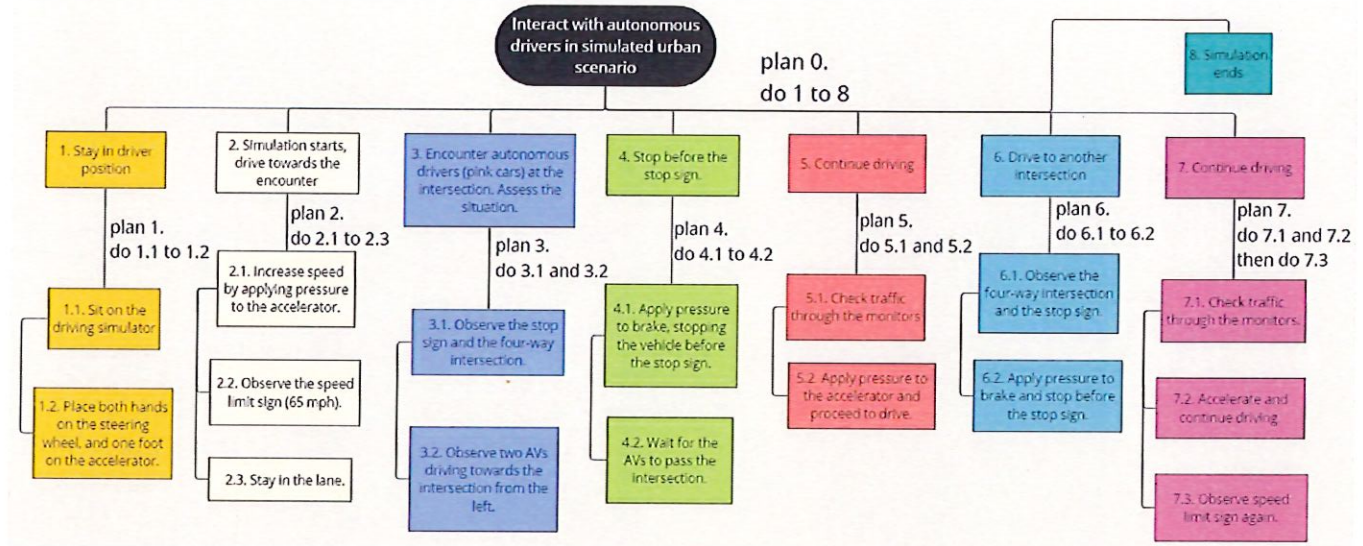 Interact with autonomous
drivers in simulated urban
scenario
plan 0.
do 1 to 8
8. Simulation
ends
1. Stay in driver
position
2. Simulation starts,
drive towards the
encounter
3. Encounter autonomous
drivers (pink cars) at the
intersection. Assess the
situation.
4. Stop before the
stop sign.
5. Continue driving
6. Drive to another
intersection
7. Continue driving
plan 1.
do 1.1 to 1.2
plan 2.
do 2.1 to 2.3
plan 3.
do 3.1 and 3.2
plan 4.
do 4.1 to 4.2
plan 5.
do 5.1 and 5.2
plan 6.
do 6.1 to 6.2
plan 7.
do 7.1 and 7.2
then do 7.3
1.1. Sit on the
driving simulator
1.2. Place both hands
on the steering
wheel, and one foot
on the accelerator.
2.1. Increase speed
by applying pressure
to the accelerator.
2.2. Observe the speed
limit sign (65 mph).
2.3. Stay in the lane.
3.1. Observe the stop
sign and the four-way
intersection.
3.2. Observe two AVs
driving towards the
intersection from the
left.
4.1. Apply pressure
to brake, stopping
the vehicle before
the stop sign.
4.2. Wait for the
AVs to pass the
intersection.
5.1. Check traffic
through the monitors
5.2. Apply pressure to
the accelerator and
proceed to drive.
6.1. Observe the
four-way intersection
and the stop sign.
6.2. Apply pressure to
brake and stop before
the stop sign.
7.1. Check traffic
through the monitors.
7.2. Accelerate and
continue driving
7.3. Observe speed
limit sign again.